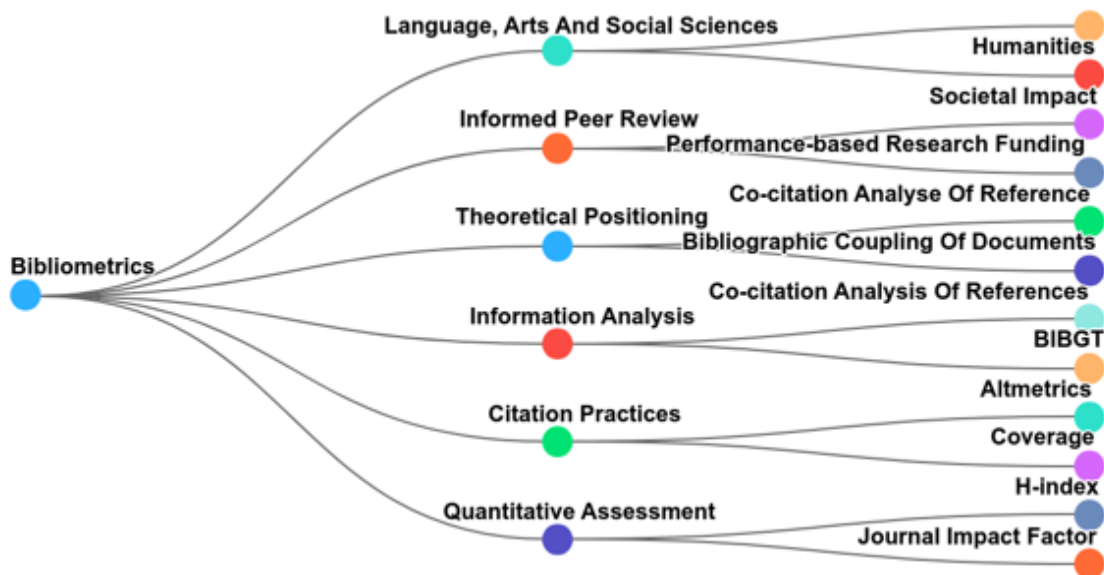 Language, Arts And Social Sciences
Humanities
Societal Impact
Informed Peer Review
Performance-based Research Funding
Co-citation Analyse Of Reference
Theoretical Positioning
Bibliographic Coupling Of Documents
Bibliometrics
Co-citation Analysis Of References
Information Analysis
BIBGT
Altmetrics
Citation Practices
Coverage
H-index
Quantitative Assessment
Journal Impact Factor